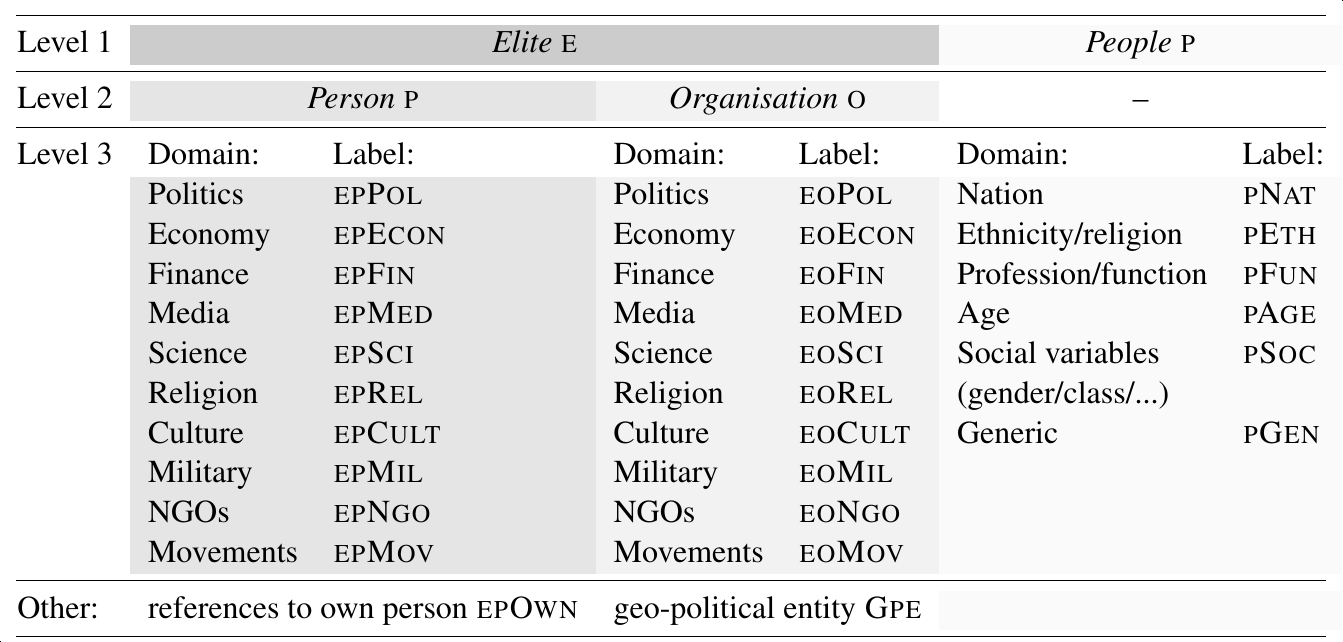 Level 1 Elite E People P
Level 2 Person P Organisation O –
Level 3 Domain: Label: Domain: Label: Domain: Label:
Politics EPPOL Politics EOPOL Nation PNAT
Economy EPECON Economy EOECON Ethnicity/religion PETH
Finance EPFIN Finance EOFIN Profession/function PFUN
Media EPMED Media EOMED Age PAGE
Science EPSCI Science EOSCI Social variables PSOC
Religion EPREL Religion EOREL (gender/class/...)
Culture EPCULT Culture EOCULT Generic PGEN
Military EPMIL Military EOMIL
NGOs EPNGO NGOs EONGO
Movements EPMOV Movements EOMOV
Other: references to own person EPOWN geo-political entity GPE